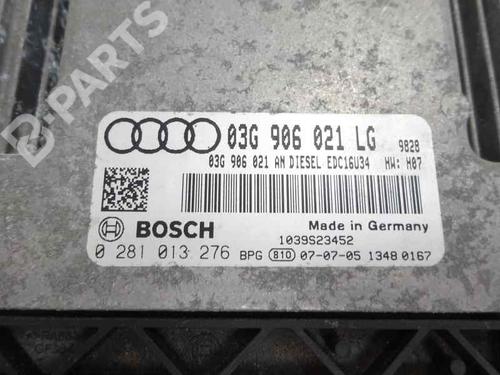 B-PARTS
03G 906 021 LG 9828
03G 906 021 AN DIESEL EDC16U34 HW: H07
BOSCH
Made in Germany
1039S23452
0 281 013 276 BPG 810 07-07-05 1348 0167